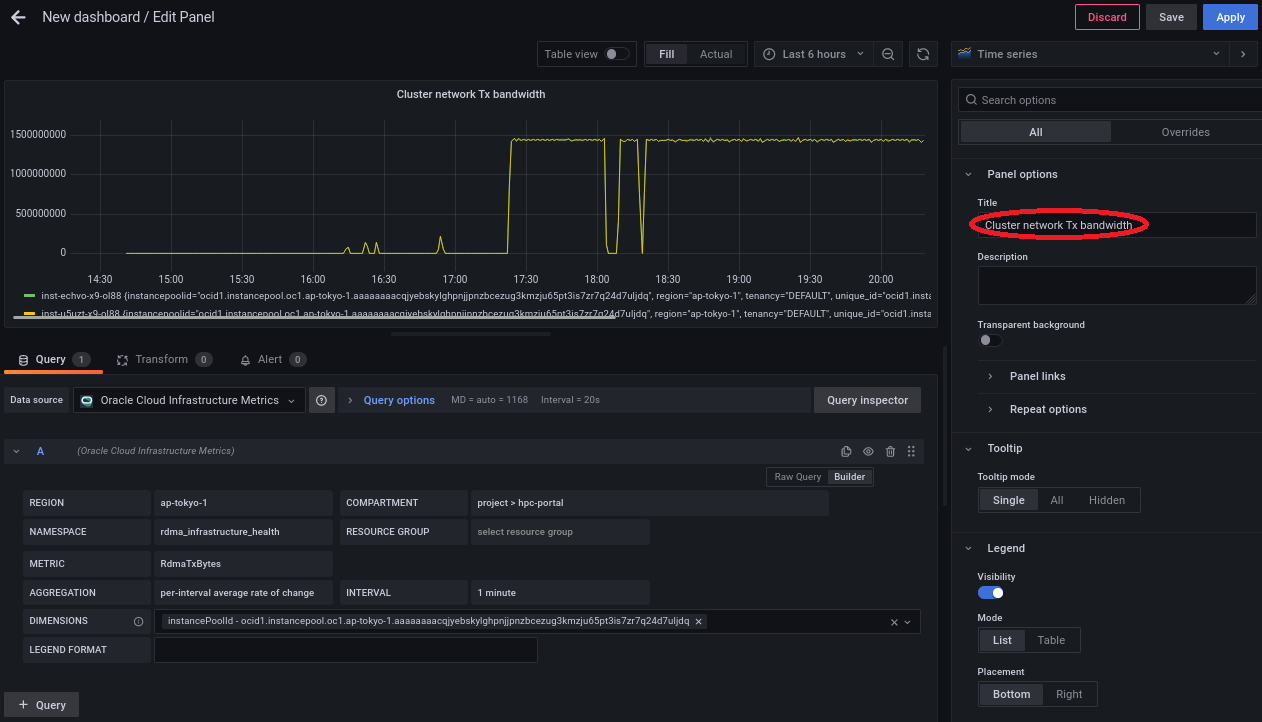 New dashboard / Edit Panel
Discard
Save
Apply
Table view
Fill
Actual
Last 6 hours
Time series
Cluster network Tx bandwidth
1500000000
1000000000
500000000
0
14:30 15:00 15:30 16:00 16:30 17:00 17:30 18:00 18:30 19:00 19:30 20:00
inst-echvo-x9-ol88 {instancepoolid="ocid1.instancepool.oc1.ap-tokyo-1.aaaaaaaacqjyebskylghpnjjpnzbcezug3kmzju65pt3is7zr7q24d7uljdq", region="ap-tokyo-1", tenancy="DEFAULT", unique_id="ocid1.insta
inst-u5uzt-x9-ol88 {instancepoolid="ocid1.instancepool.oc1.ap-tokyo-1.aaaaaaaacqjyebskylghpnjjpnzbcezug3kmzju65pt3is7zr7q24d7uljdq", region="ap-tokyo-1", tenancy="DEFAULT", unique_id="ocid1.insta
Query 1
Transform 0
Alert 0
Data source
Oracle Cloud Infrastructure Metrics
Query options
MD = auto = 1168
Interval = 20s
Query inspector
A
(Oracle Cloud Infrastructure Metrics)
Raw Query
Builder
REGION
ap-tokyo-1
COMPARTMENT
project > hpc-portal
NAMESPACE
rdma_infrastructure_health
RESOURCE GROUP
select resource group
METRIC
RdmaTxBytes
AGGREGATION
per-interval average rate of change
INTERVAL
1 minute
DIMENSIONS
instancePoolId - ocid1.instancepool.oc1.ap-tokyo-1.aaaaaaaacqjyebskylghpnjjpnzbcezug3kmzju65pt3is7zr7q24d7uljdq
LEGEND FORMAT
+ Query
Search options
All
Overrides
Panel options
Title
Cluster network Tx bandwidth
Description
Transparent background
Panel links
Repeat options
Tooltip
Tooltip mode
Single
All
Hidden
Legend
Visibility
Mode
List
Table
Placement
Bottom
Right